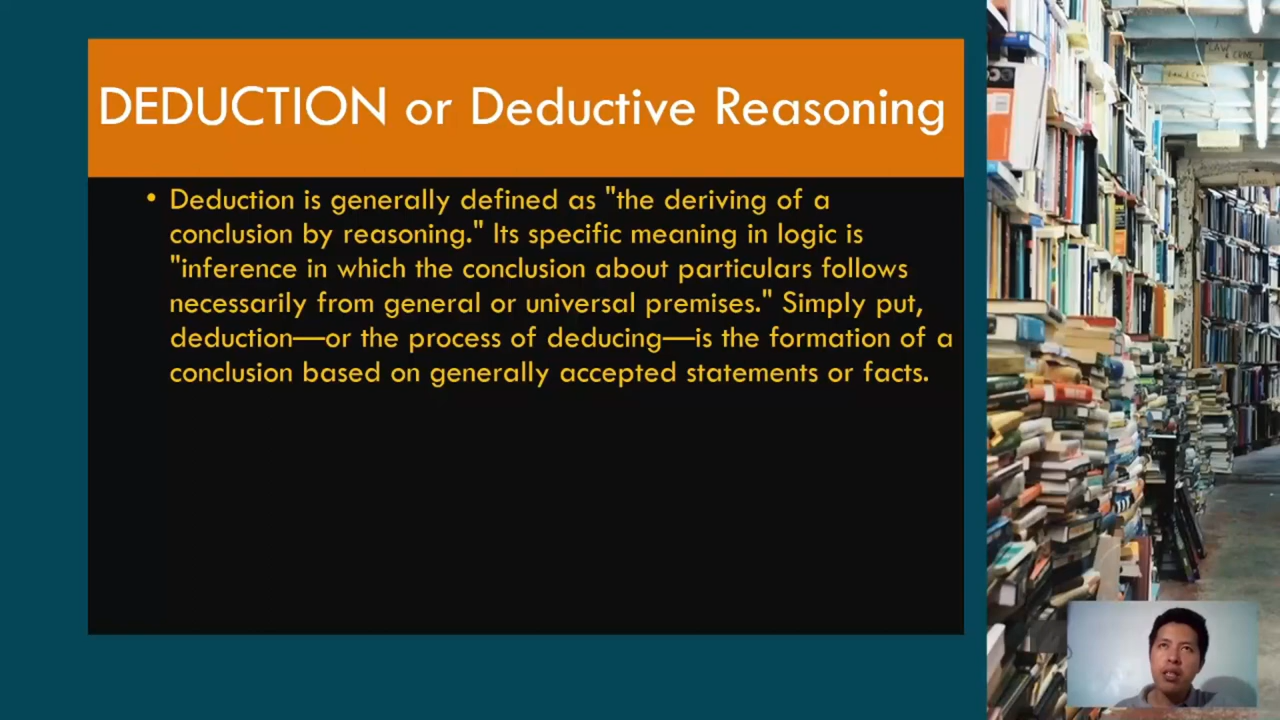 DEDUCTION or Deductive Reasoning
• Deduction is generally defined as "the deriving of a
conclusion by reasoning." Its specific meaning in logic is
"inference in which the conclusion about particulars follows
necessarily from general or universal premises." Simply put,
deduction—or the process of deducing—is the formation of a
conclusion based on generally accepted statements or facts.
LAW
& CRIME